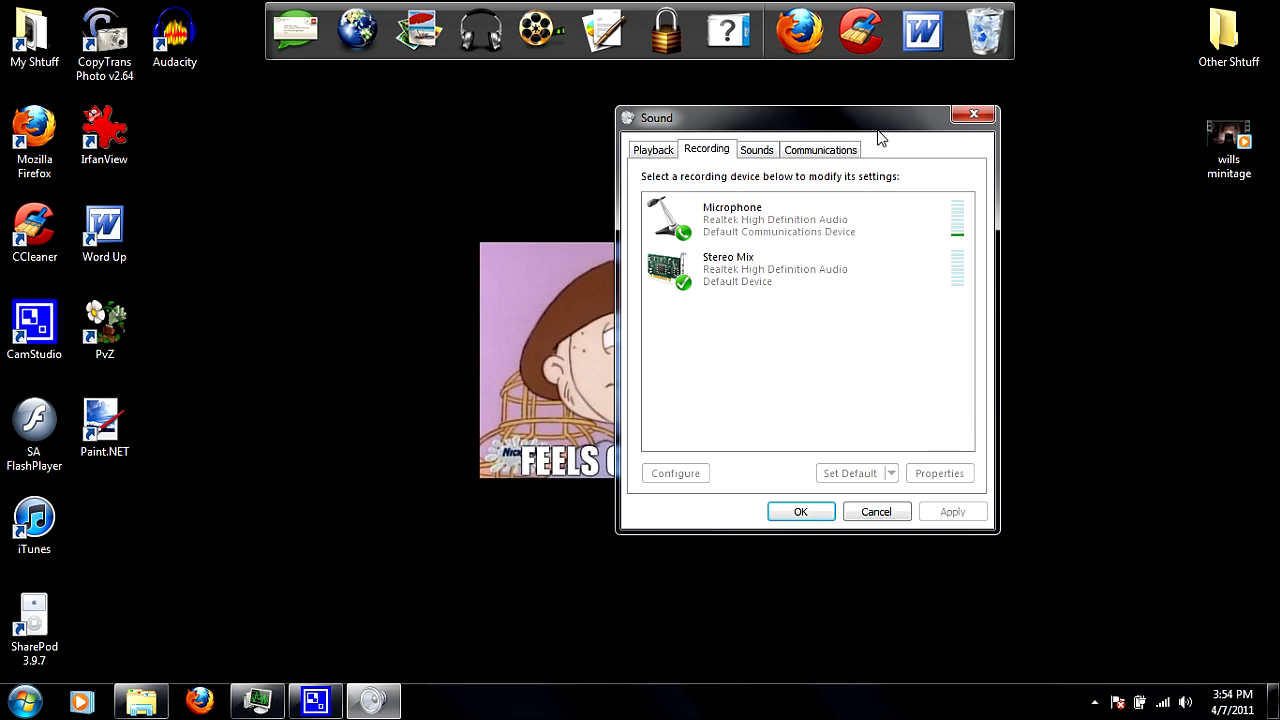 My Shtuff
CopyTrans
Photo v2.64
Audacity
Other Shtuff
Mozilla
Firefox
IrfanView
wills
minitage
CCleaner
Word Up
CamStudio
PvZ
SA
FlashPlayer
Paint.NET
iTunes
SharePod
3.9.7
Sound
Playback
Recording
Sounds
Communications
Select a recording device below to modify its settings:
Microphone
Realtek High Definition Audio
Default Communications Device
Stereo Mix
Realtek High Definition Audio
Default Device
Configure
Set Default
Properties
OK
Cancel
Apply
FEELS
3:54 PM
4/7/2011